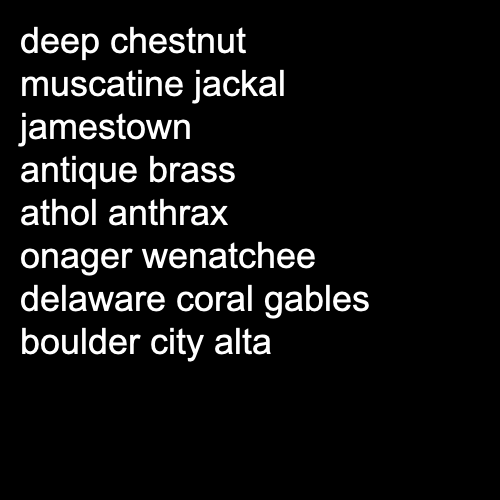 deep chestnut
muscatine jackal
jamestown
antique brass
athol anthrax
onager wenatchee
delaware coral gables
boulder city alta